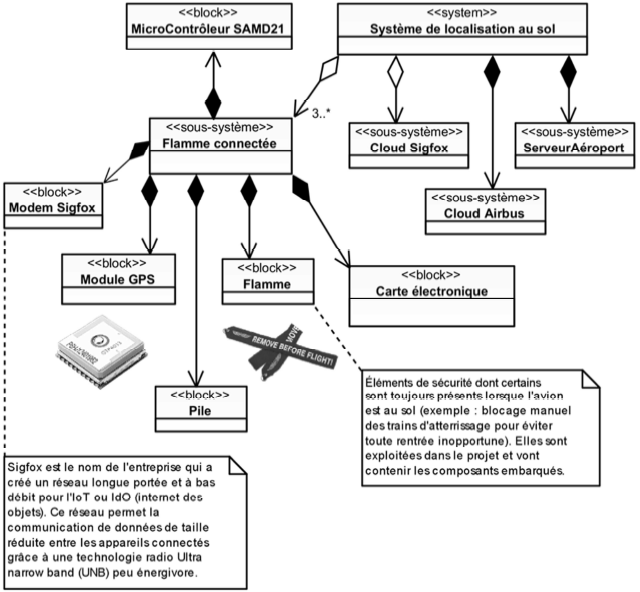 <<block>>
MicroContrôleur SAMD21
<<system>>
Système de localisation au sol
3..*
<<sous-système>>
Flamme connectée
<<sous-système>>
Cloud Sigfox
<<sous-système>>
ServeurAéroport
<<block>>
Modem Sigfox
<<sous-système>>
Cloud Airbus
<<block>>
Module GPS
<<block>>
Flamme
<<block>>
Carte électronique
REMOVE BEFORE FLIGHT!
<<block>>
Pile
Éléments de sécurité dont certains
sont toujours présents lorsque l'avion
est au sol (exemple : blocage manuel
des trains d'atterrissage pour éviter
toute rentrée inopportune). Elles sont
exploitées dans le projet et vont
contenir les composants embarqués.
Sigfox est le nom de l'entreprise qui a
créé un réseau longue portée et à bas
débit pour l'IoT ou IdO (internet des
objets). Ce réseau permet la
communication de données de taille
réduite entre les appareils connectés
grâce à une technologie radio Ultra
narrow band (UNB) peu énergivore.